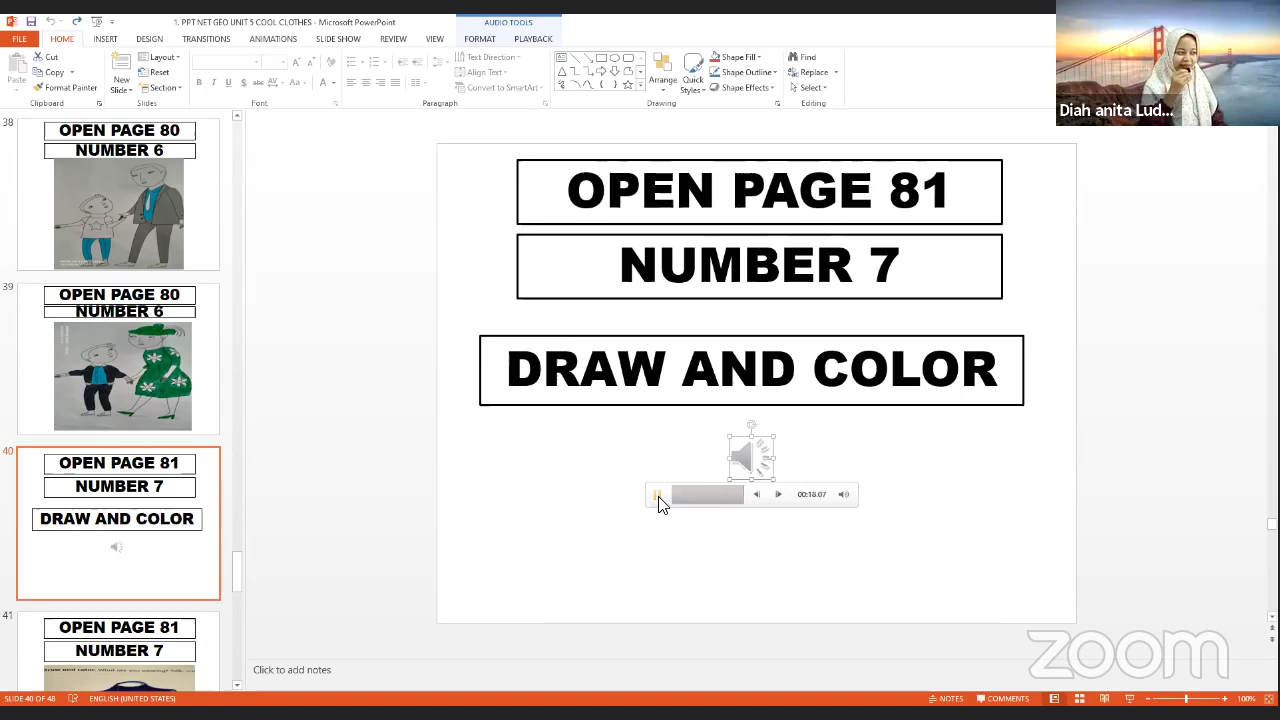 1. PPT NET GEO UNIT 5 COOL CLOTHES - Microsoft PowerPoint
AUDIO TOOLS
FILE HOME INSERT DESIGN TRANSITIONS ANIMATIONS SLIDE SHOW REVIEW VIEW FORMAT PLAYBACK
Paste
Cut
Copy
Format Painter
Clipboard
New Slide
Layout
Reset
Section
Slides
B I U S abc AV Aa A
Font
Text Direction
Align Text
Convert to SmartArt
Paragraph
Arrange
Quick Styles
Shape Fill
Shape Outline
Shape Effects
Drawing
Find
Replace
Select
Editing
Diah anita Lud...
38
OPEN PAGE 80
NUMBER 6
39
OPEN PAGE 80
NUMBER 6
40
OPEN PAGE 81
NUMBER 7
DRAW AND COLOR
41
OPEN PAGE 81
NUMBER 7
OPEN PAGE 81
NUMBER 7
DRAW AND COLOR
00:18.07
Click to add notes
zoom
SLIDE 40 OF 48 ENGLISH (UNITED STATES) NOTES COMMENTS 100%